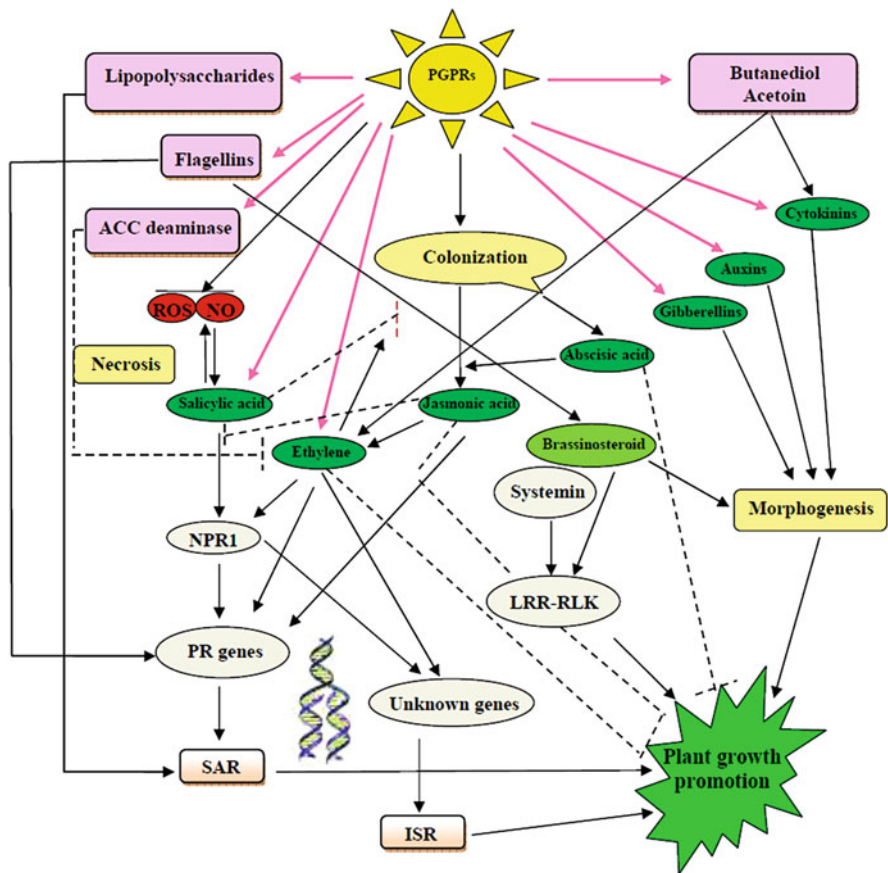 PGPRs
Lipopolysaccharides
Butanediol
Acetoin
Flagellins
ACC deaminase
Cytokinins
Colonization
Auxins
Gibberellins
ROS NO
Abscisic acid
Necrosis
Salicylic acid
Jasmonic acid
Brassinosteroid
Ethylene
Systemin
Morphogenesis
NPR1
LRR-RLK
PR genes
Unknown genes
Plant growth
promotion
SAR
ISR